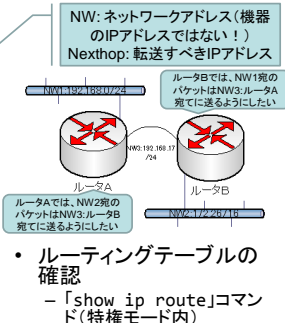 NW: ネットワークアドレス(機器
のIPアドレスではない！)
Nexthop: 転送すべきIPアドレス
NW1:192.168.0/24
ルータBでは、NW1宛の
パケットはNW3:ルータA
宛てに送るようにしたい
NW3:192.168.17
/24
ルータA
ルータB
ルータAでは、NW2宛の
パケットはNW3:ルータB
宛てに送るようにしたい
NW2:172.26/16
• ルーティングテーブルの
確認
– 「show ip route」コマン
ド(特権モード内)